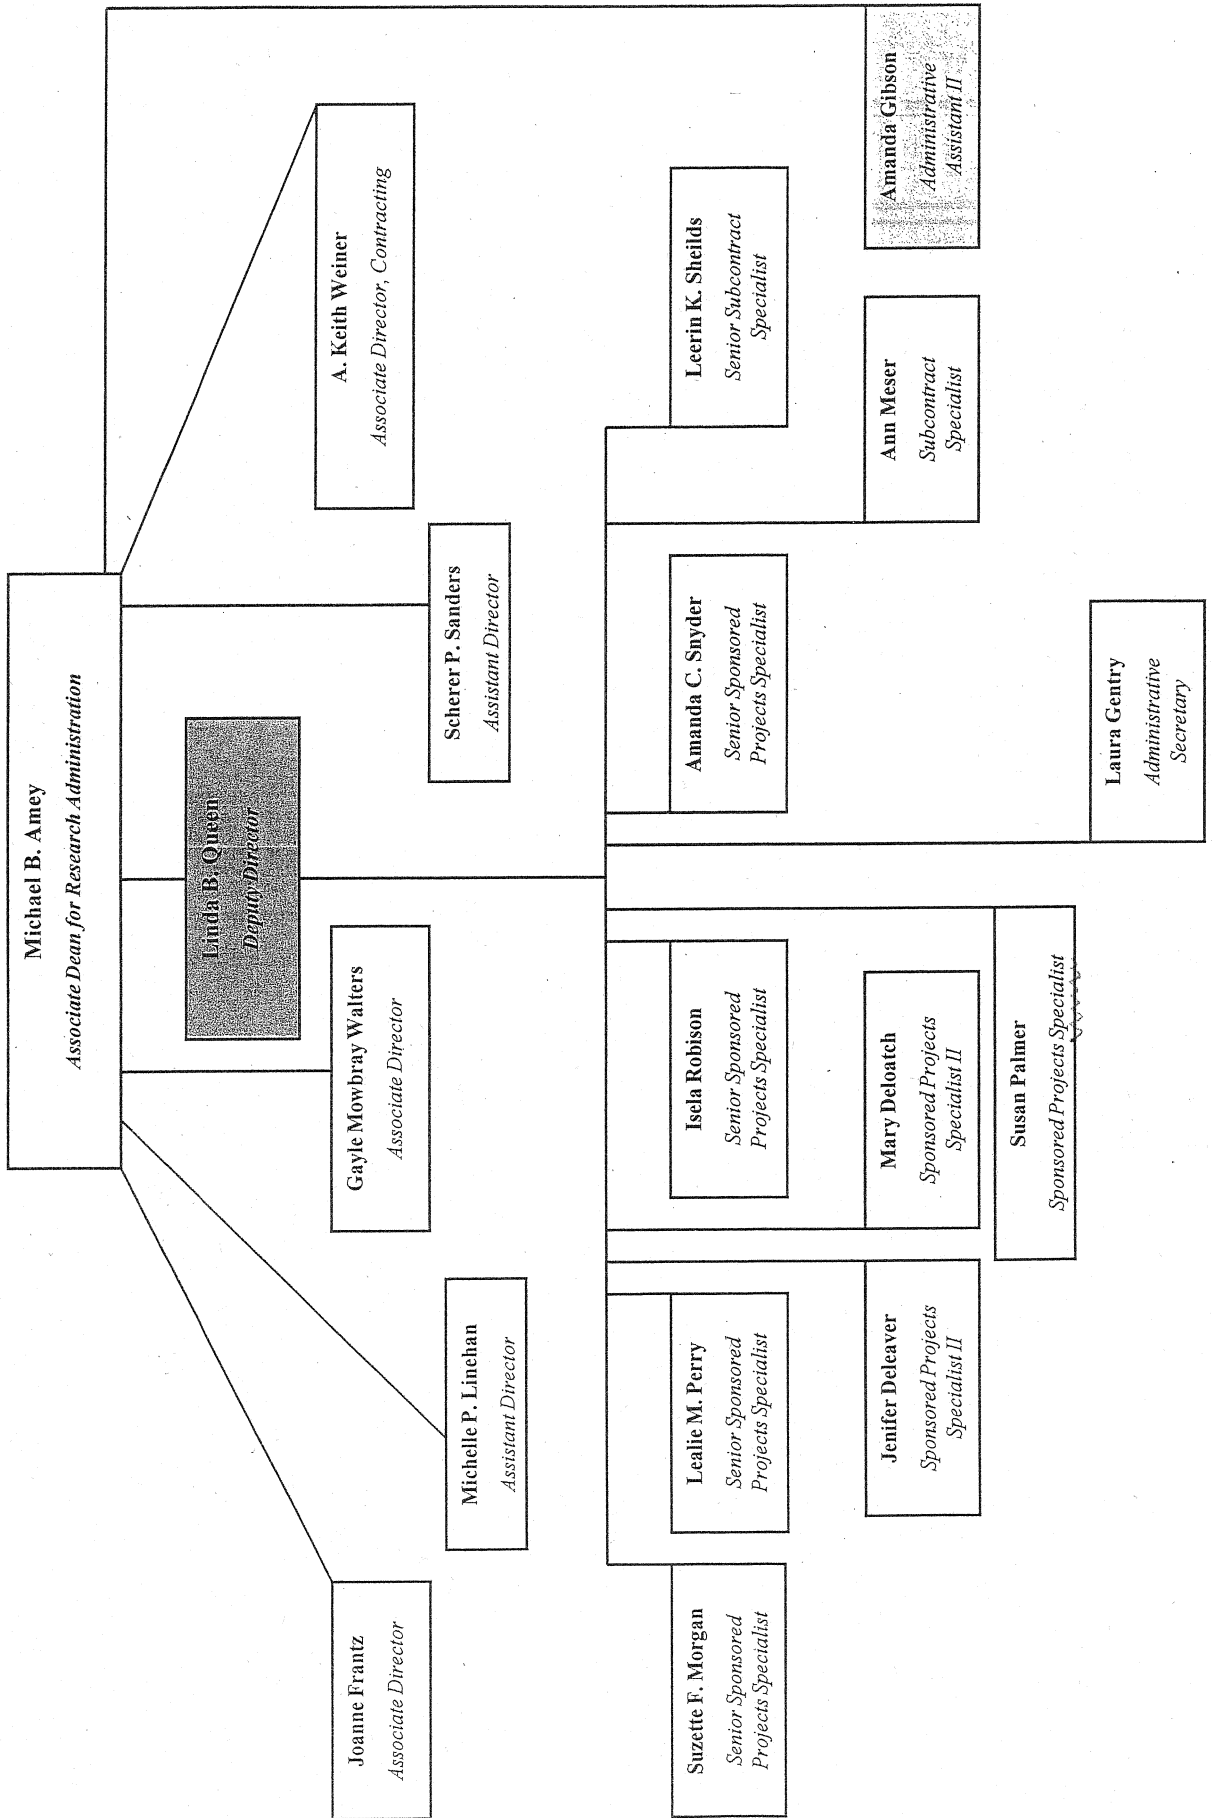 Michael B. Amey
Associate Dean for Research Administration
Linda B. Queen
Deputy Director
Joanne Frantz
Associate Director
Gayle Mowbray Walters
Associate Director
A. Keith Weiner
Associate Director, Contracting
Michelle P. Linehan
Assistant Director
Scherer P. Sanders
Assistant Director
Suzette F. Morgan
Senior Sponsored
Projects Specialist
Lealie M. Perry
Senior Sponsored
Projects Specialist
Isela Robison
Senior Sponsored
Projects Specialist
Amanda C. Snyder
Senior Sponsored
Projects Specialist
Leerin K. Sheilds
Senior Subcontract
Specialist
Jenifer Deleaver
Sponsored Projects
Specialist II
Mary Deloatch
Sponsored Projects
Specialist II
Ann Meser
Subcontract
Specialist
Amanda Gibson
Administrative
Assistant II
Susan Palmer
Sponsored Projects Specialist
Laura Gentry
Administrative
Secretary